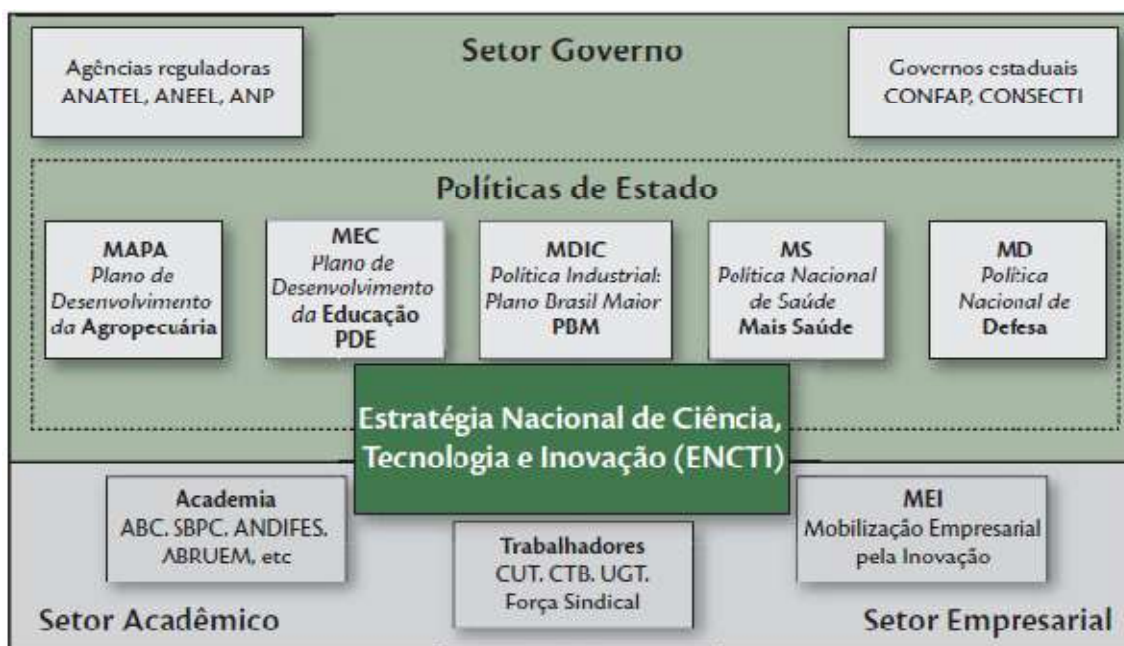 Setor Governo
Agências reguladoras
ANATEL, ANEEL, ANP
Governos estaduais
CONFAP, CONSECTI
Políticas de Estado
MAPA
Plano de
Desenvolvimento
da Agropecuária
MEC
Plano de
Desenvolvimento
da Educação
PDE
MDIC
Política Industrial:
Plano Brasil Maior
PBM
MS
Política Nacional
de Saúde
Mais Saúde
MD
Política
Nacional de
Defesa
Estratégia Nacional de Ciência,
Tecnologia e Inovação (ENCTI)
Academia
ABC, SBPC, ANDIFES,
ABRUEM, etc
Trabalhadores
CUT, CTB, UGT,
Força Sindical
MEI
Mobilização Empresarial
pela Inovação
Setor Acadêmico
Setor Empresarial